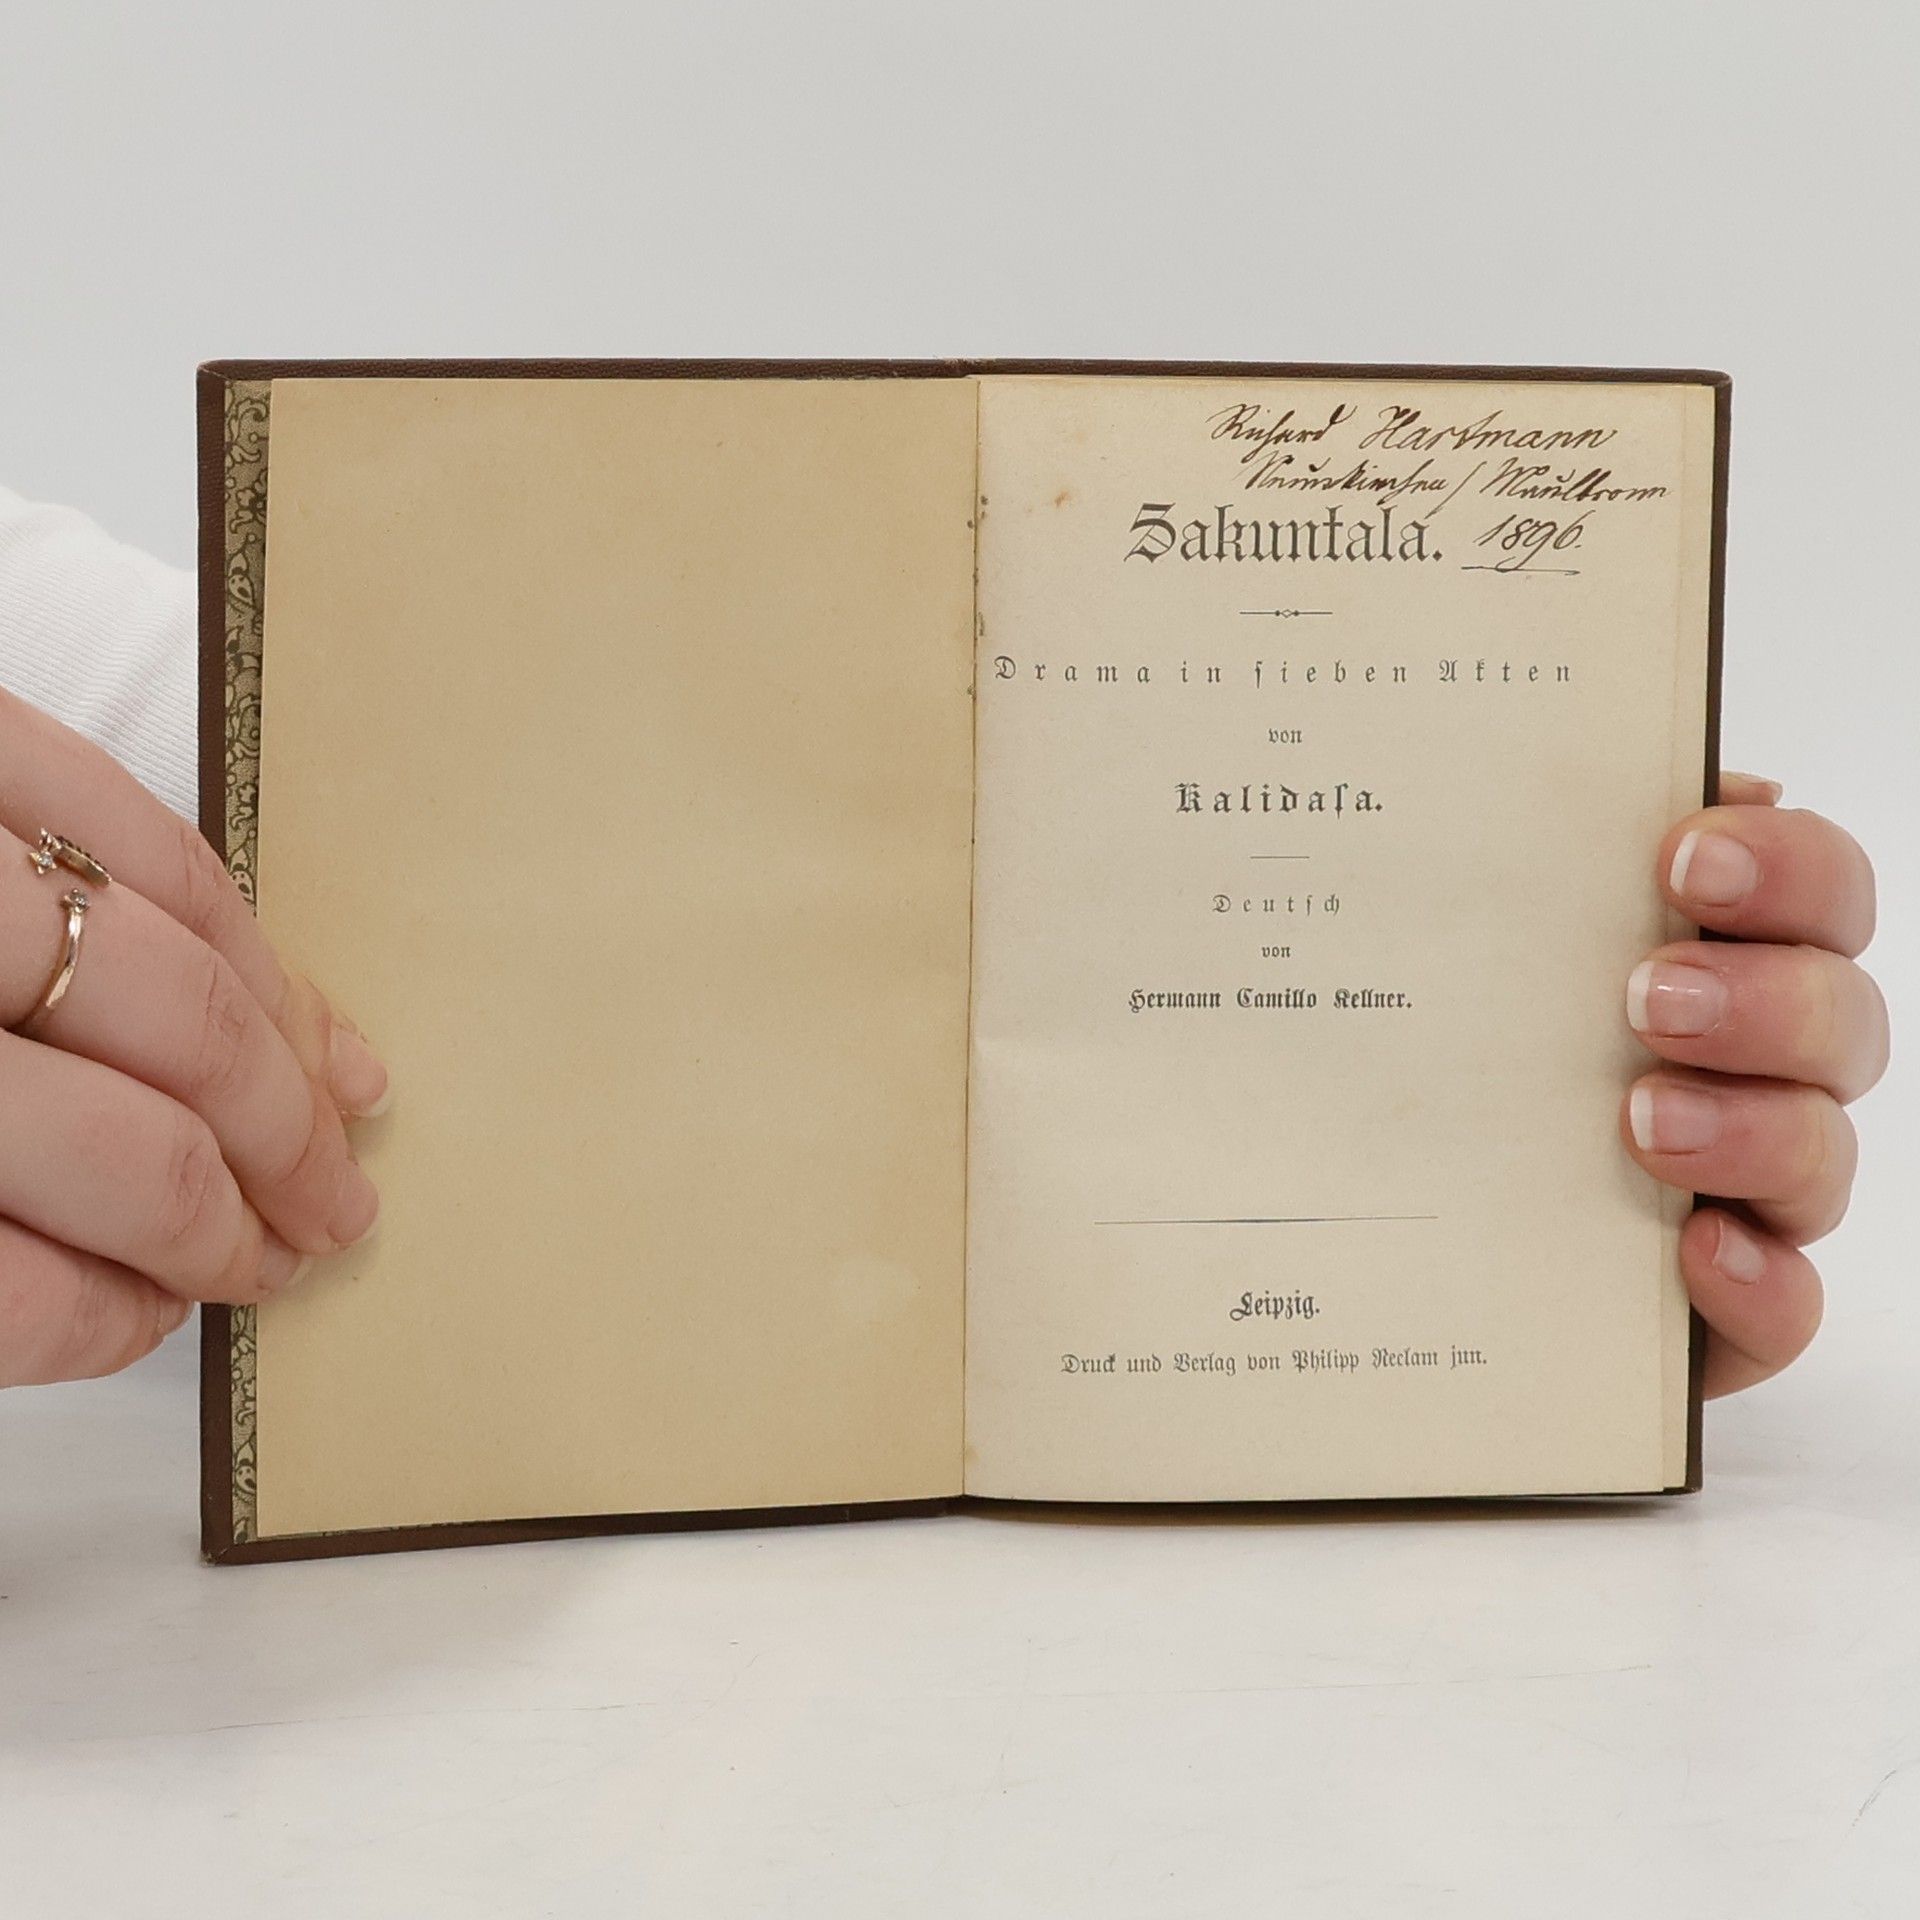 Richard Hartmann
Neunkirchen / Maulbronn
Sakuntala. 1896.
Drama in ſieben Akten
von
Kalidaſa.
Deutſch
von
Hermann Camillo Kellner.
Leipzig.
Druck und Verlag von Philipp Reclam jun.